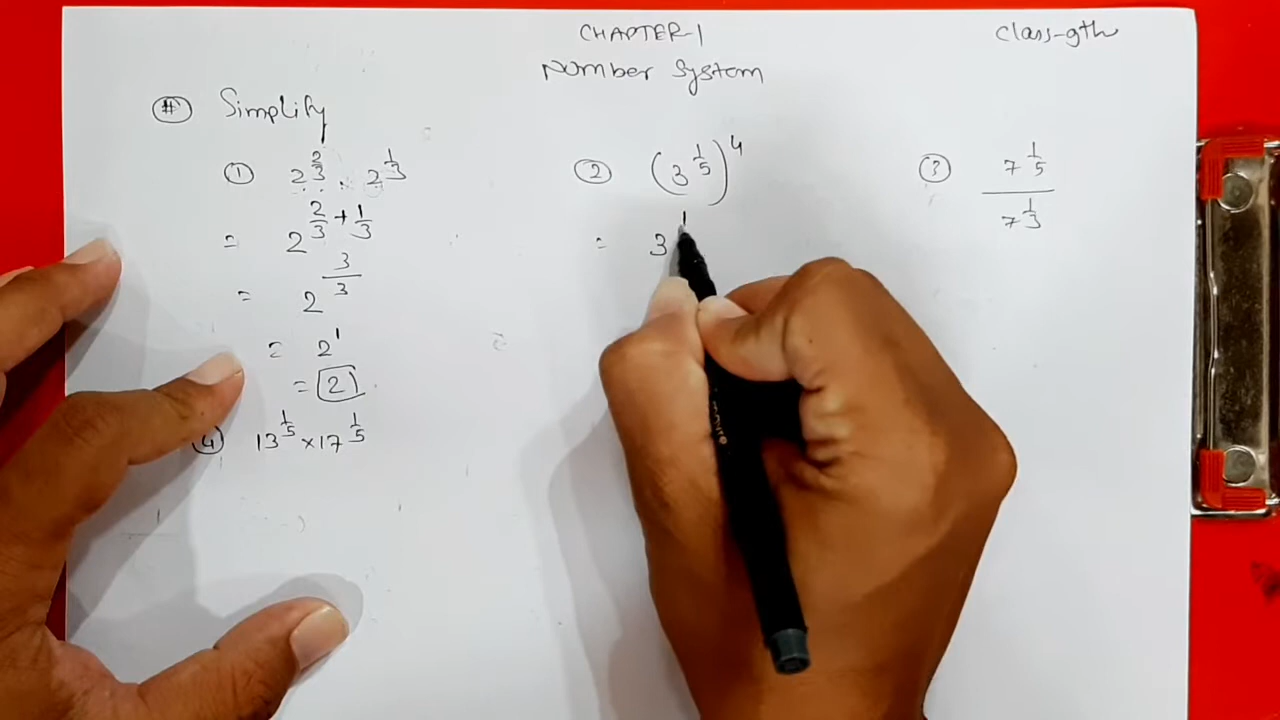 CHAPTER-1
Class-9th
Number System
# Simplify
① 2^(2/3) . 2^(1/3)
= 2^(2/3 + 1/3)
= 2^(3/3)
= 2^1
= 2
④ 13^(1/5) × 17^(1/5)
② (3^(1/5))^4
= 3^1
③ 7^(1/5) / 7^(1/3)